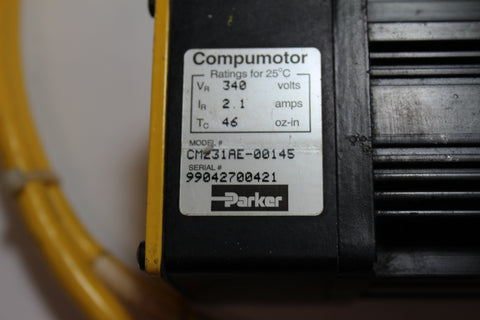 Compumotor
Ratings for 25°C
VR 340 volts
IR 2.1 amps
TC 46 oz-in
MODEL #
CM231AE-00145
SERIAL #
99042700421
Parker